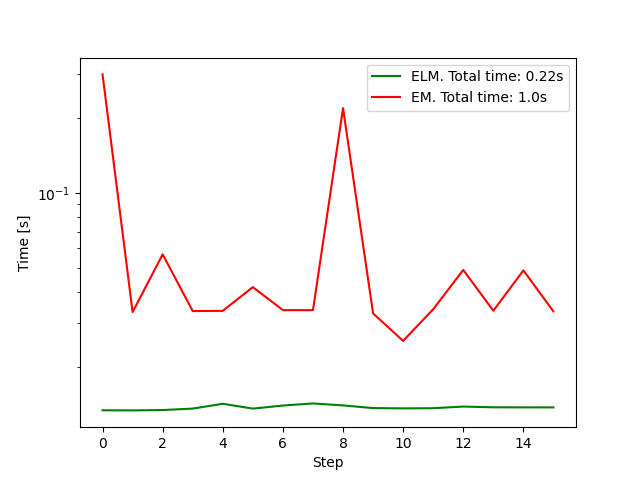 ELM. Total time: 0.22s
EM. Total time: 1.0s
10⁻¹
Time [s]
0 2 4 6 8 10 12 14
Step